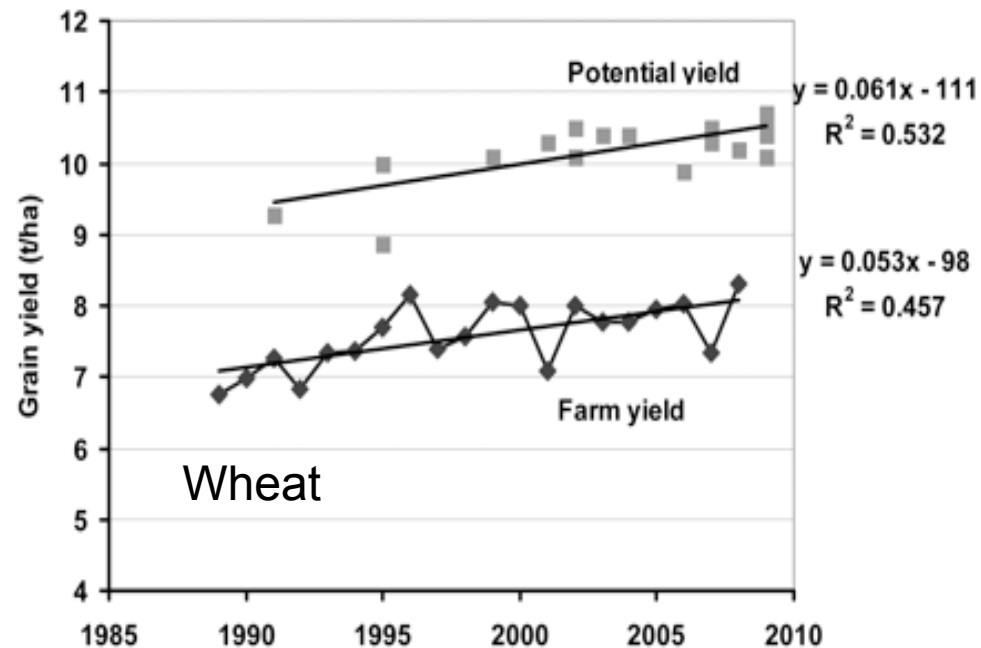 12
11
10
9
8
7
6
5
4
Grain yield (t/ha)
Potential yield
y = 0.061x - 111
R² = 0.532
y = 0.053x - 98
R² = 0.457
Farm yield
Wheat
1985 1990 1995 2000 2005 2010